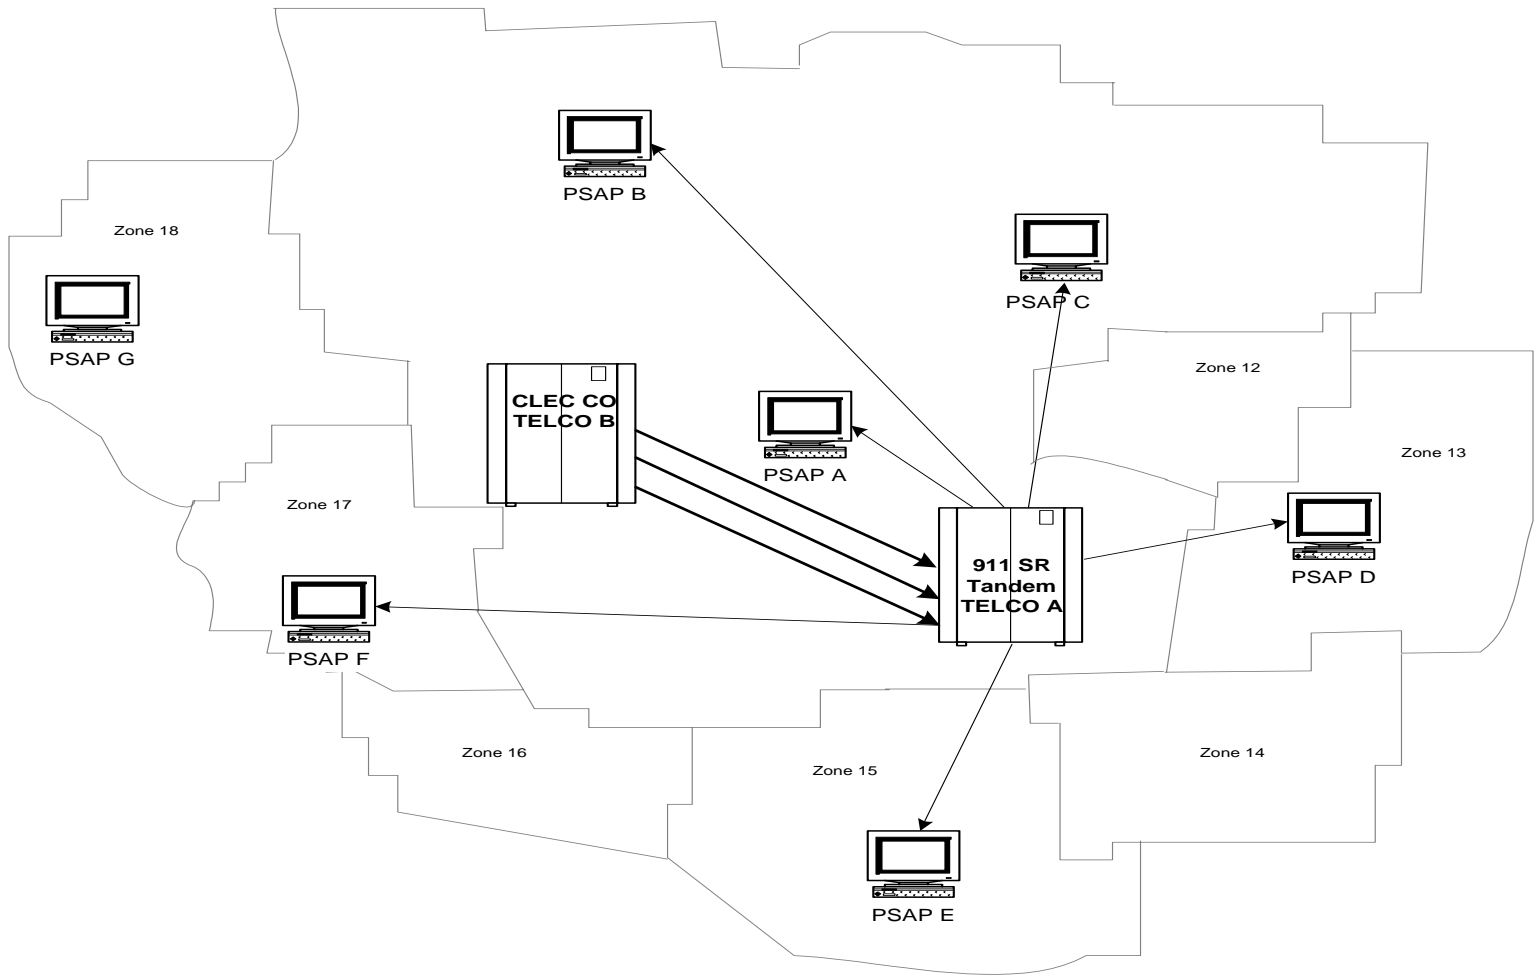 PSAP B
Zone 18
PSAP C
PSAP G
Zone 12
CLEC CO
TELCO B
PSAP A
Zone 13
Zone 17
911 SR
Tandem
TELCO A
PSAP D
PSAP F
Zone 16
Zone 15
Zone 14
PSAP E